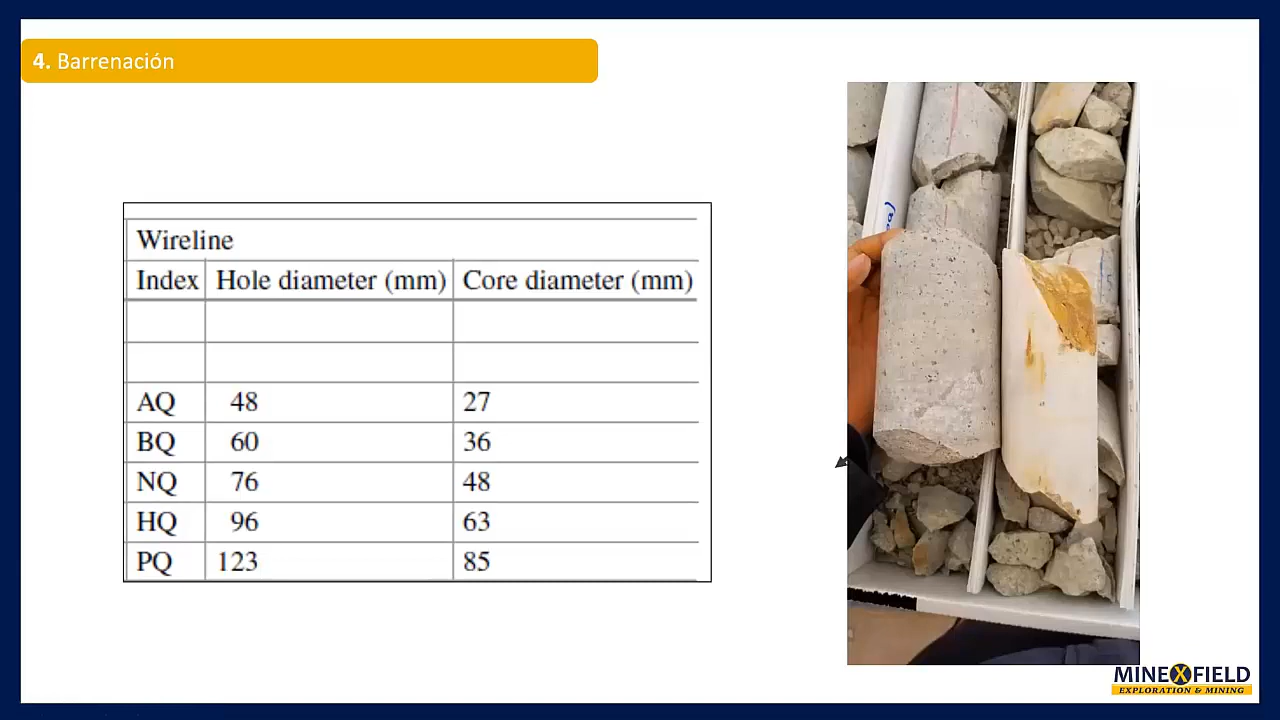 4. Barrenación
Wireline
Index Hole diameter (mm) Core diameter (mm)
AQ 48 27
BQ 60 36
NQ 76 48
HQ 96 63
PQ 123 85
MINEXFIELD
EXPLORATION & MINING